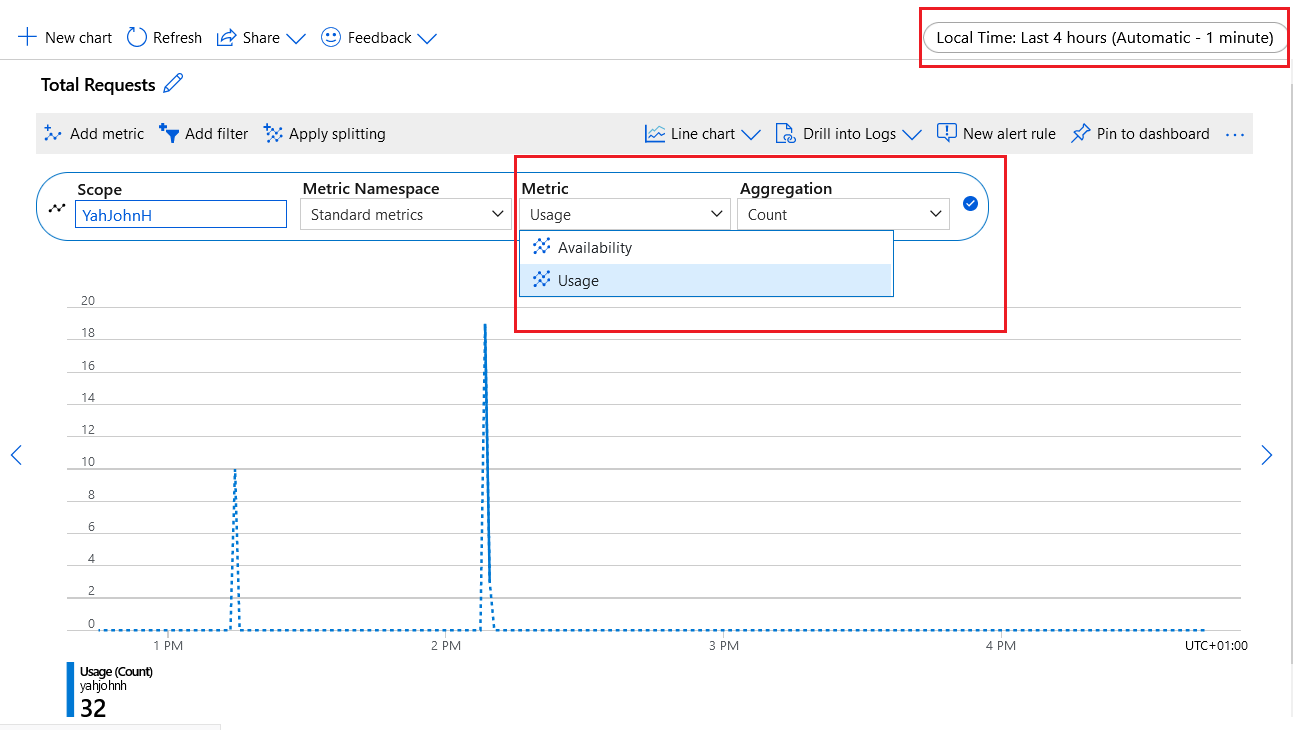 New chart Refresh Share Feedback Local Time: Last 4 hours (Automatic - 1 minute)
Total Requests
Add metric Add filter Apply splitting Line chart Drill into Logs New alert rule Pin to dashboard ...
Scope Metric Namespace Metric Aggregation
YahJohnH Standard metrics Usage Count
Availability
Usage
20
18
16
14
12
10
8
6
4
2
0
1 PM 2 PM 3 PM 4 PM UTC+01:00
Usage (Count)
yahjohnh
32